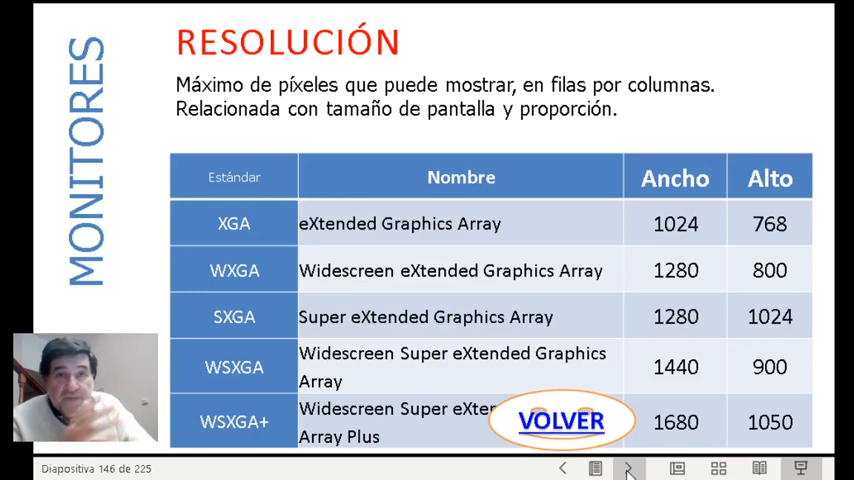 MONITORES
RESOLUCIÓN
Máximo de píxeles que puede mostrar, en filas por columnas.
Relacionada con tamaño de pantalla y proporción.
Estándar Nombre Ancho Alto
XGA eXtended Graphics Array 1024 768
WXGA Widescreen eXtended Graphics Array 1280 800
SXGA Super eXtended Graphics Array 1280 1024
WSXGA Widescreen Super eXtended Graphics
Array 1440 900
WSXGA+ Widescreen Super
Array Plus 1680 1050
VOLVER
Diapositiva 146 de 225